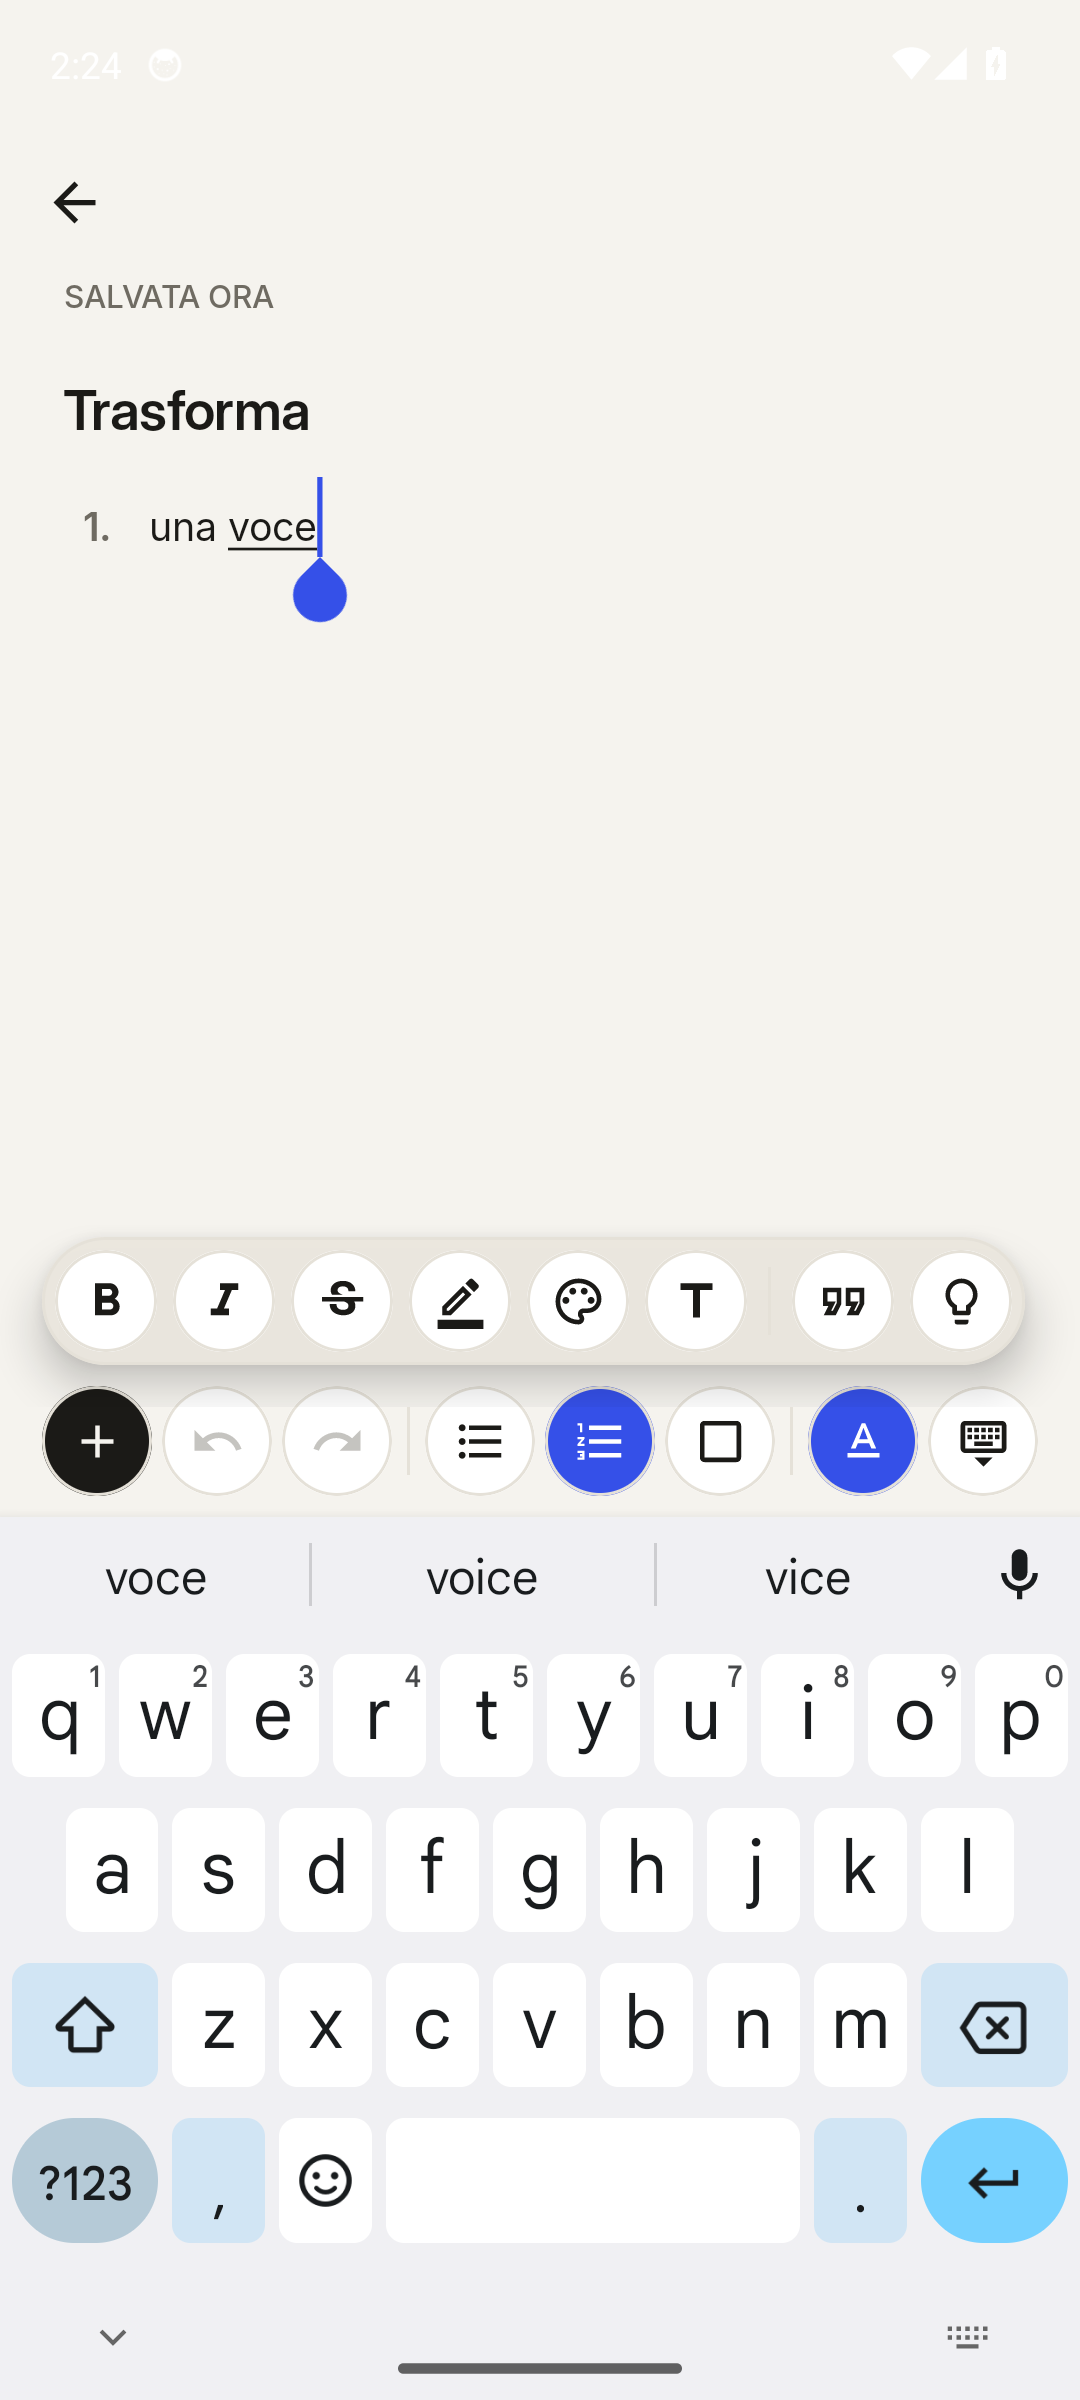 2:24
SALVATA ORA
Trasforma
1. una voce
B I S T
A
voce voice vice
q1 w2 e3 r4 t5 y6 u7 i8 o9 p0
a s d f g h j k l
z x c v b n m
?123 , .